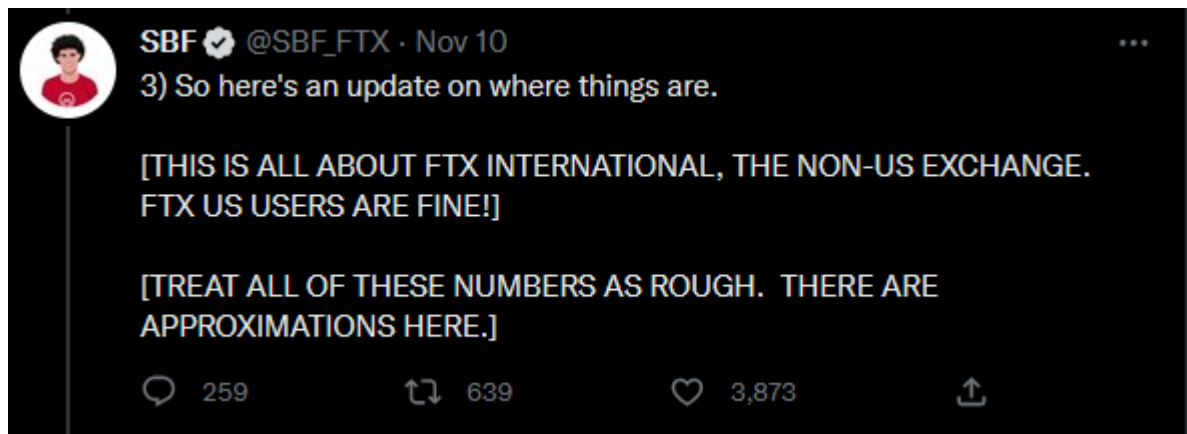 SBF @SBF_FTX · Nov 10
3) So here's an update on where things are.
[THIS IS ALL ABOUT FTX INTERNATIONAL, THE NON-US EXCHANGE.
FTX US USERS ARE FINE!]
[TREAT ALL OF THESE NUMBERS AS ROUGH.  THERE ARE
APPROXIMATIONS HERE.]
259 639 3,873